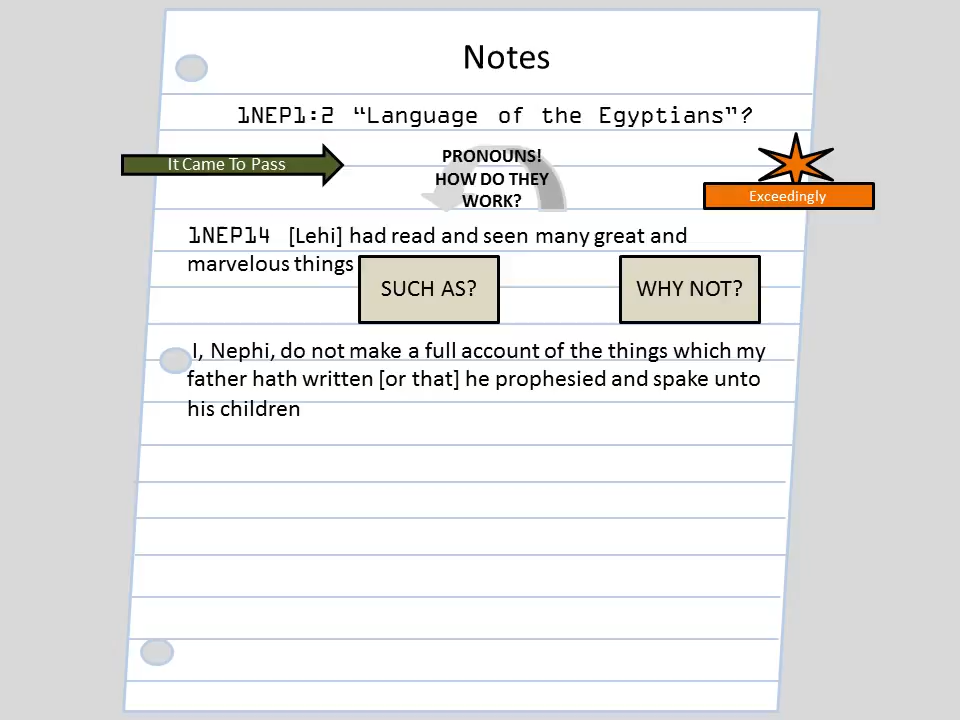 Notes
1NEP1:2 “Language of the Egyptians”?
It Came To Pass
PRONOUNS!
HOW DO THEY
WORK?
Exceedingly
1NEP14 [Lehi] had read and seen many great and
marvelous things
SUCH AS?
WHY NOT?
I, Nephi, do not make a full account of the things which my
father hath written [or that] he prophesied and spake unto
his children